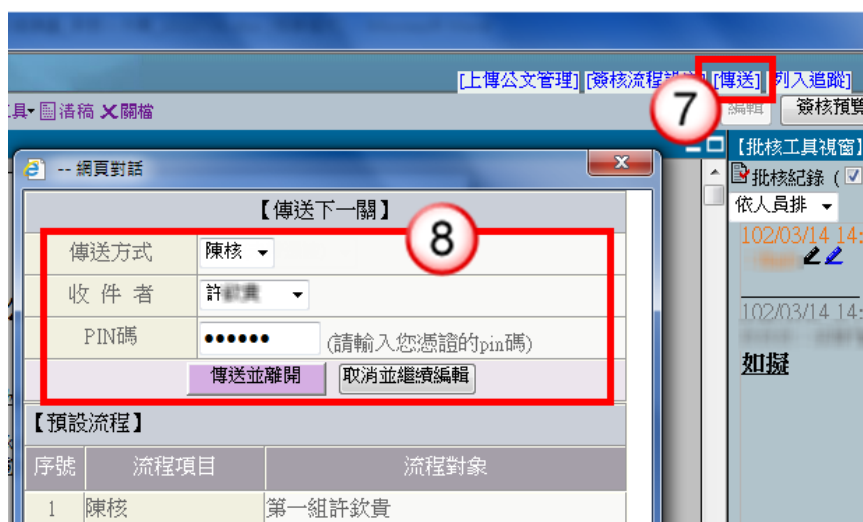 [上傳公文管理] [簽核流程 [傳送] 列入追蹤]
7
具 清稿 關檔
編輯 簽核預覽
-- 網頁對話
【批核工具視窗】
批核紀錄 (
依人員排
102/03/14 14:
102/03/14 14:
如擬
【傳送下一關】
8
傳送方式 陳核
收 件 者 許
PIN碼 •••••• (請輸入您憑證的pin碼)
傳送並離開 取消並繼續編輯
【預設流程】
序號 流程項目 流程對象
1 陳核 第一組許欽貴